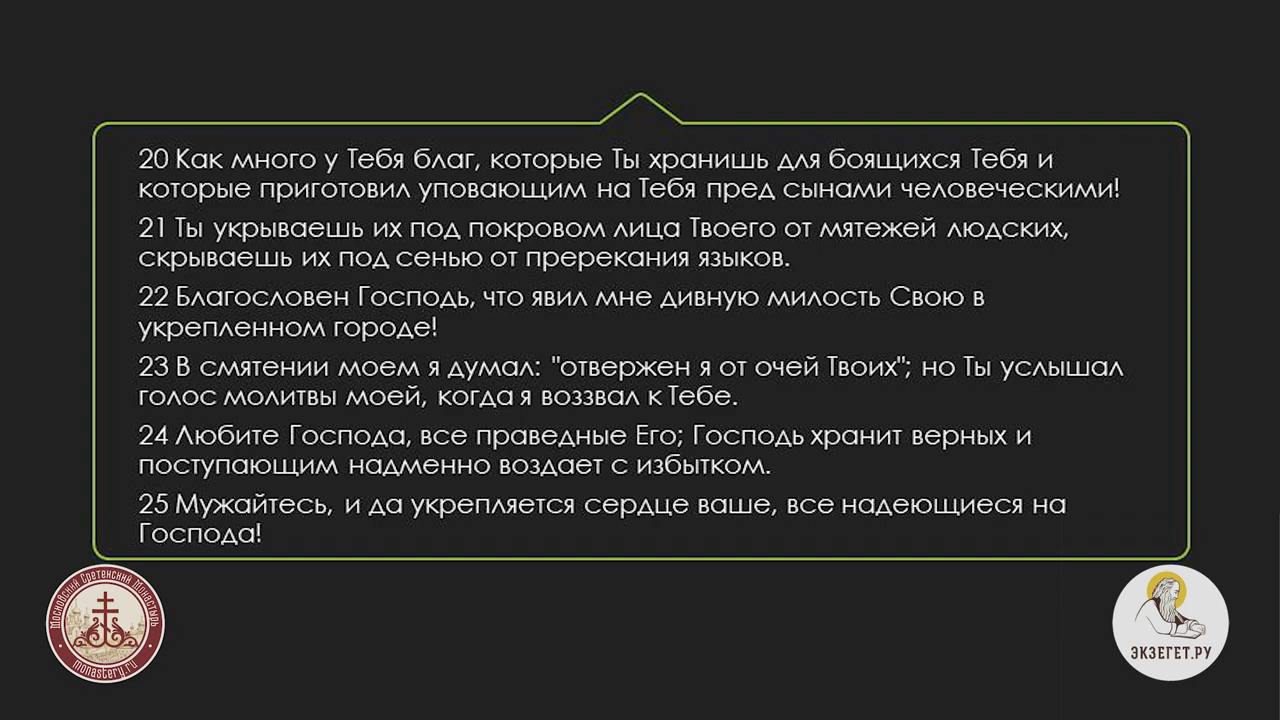 20 Как много у Тебя благ, которые Ты хранишь для боящихся Тебя и
которые приготовил уповающим на Тебя пред сынами человеческими!
21 Ты укрываешь их под покровом лица Твоего от мятежей людских,
скрываешь их под сенью от пререкания языков.
22 Благословен Господь, что явил мне дивную милость Свою в
укрепленном городе!
23 В смятении моем я думал: "отвержен я от очей Твоих"; но Ты услышал
голос молитвы моей, когда я воззвал к Тебе.
24 Любите Господа, все праведные Его; Господь хранит верных и
поступающим надменно воздает с избытком.
25 Мужайтесь, и да укрепляется сердце ваше, все надеющиеся на
Господа!
Московский Сретенский Монастырь
monastery.ru
ЭКЗЕГЕТ.РУ